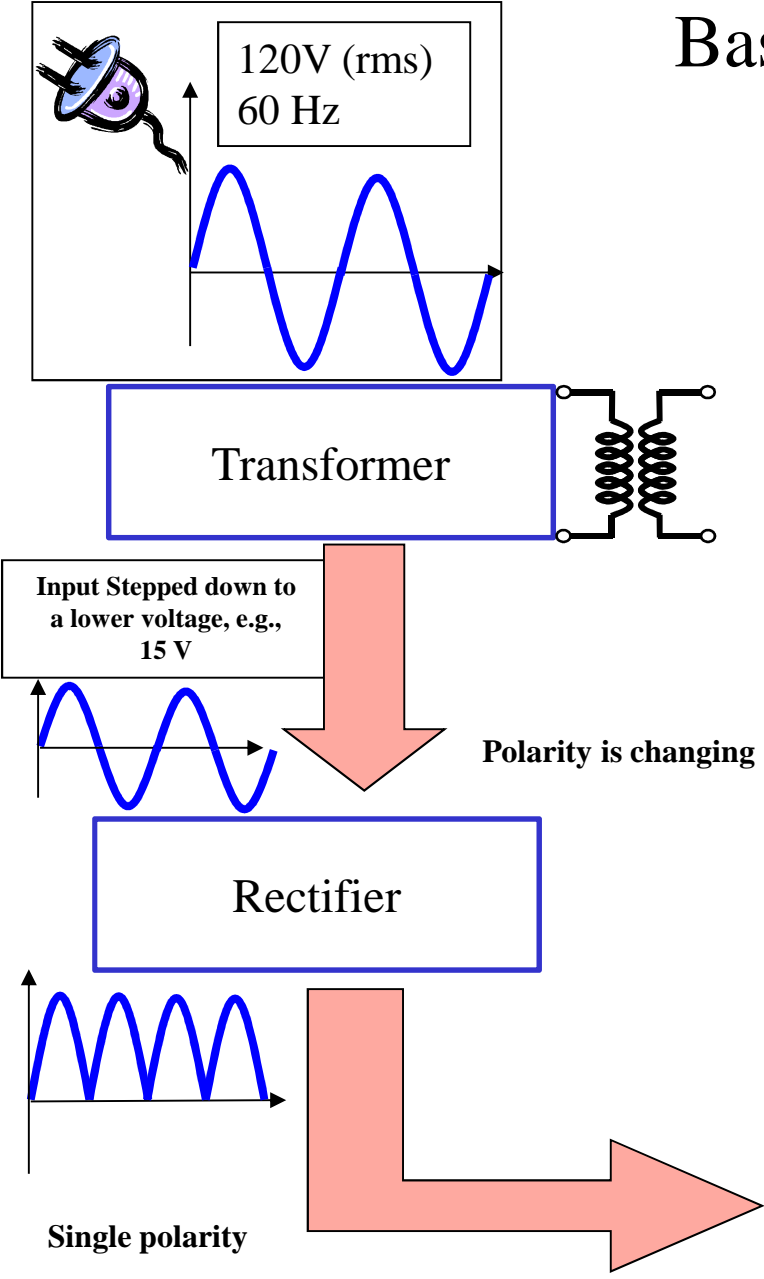 Bas
120V (rms)
60 Hz
Transformer
Input Stepped down to
a lower voltage, e.g.,
15 V
Polarity is changing
Rectifier
Single polarity